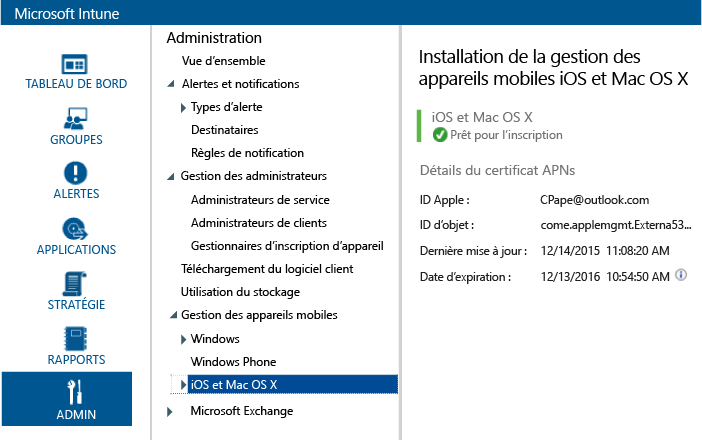 Microsoft Intune
TABLEAU DE BORD
GROUPES
ALERTES
APPLICATIONS
STRATÉGIE
RAPPORTS
ADMIN
Administration
Vue d'ensemble
Alertes et notifications
Types d'alerte
Destinataires
Règles de notification
Gestion des administrateurs
Administrateurs de service
Administrateurs de clients
Gestionnaires d'inscription d'appareil
Téléchargement du logiciel client
Utilisation du stockage
Gestion des appareils mobiles
Windows
Windows Phone
iOS et Mac OS X
Microsoft Exchange
Installation de la gestion des
appareils mobiles iOS et Mac OS X
iOS et Mac OS X
Prêt pour l'inscription
Détails du certificat APNs
ID Apple : CPape@outlook.com
ID d'objet : come.applemgmt.Externa53...
Dernière mise à jour : 12/14/2015 11:08:20 AM
Date d'expiration : 12/13/2016 10:54:50 AM